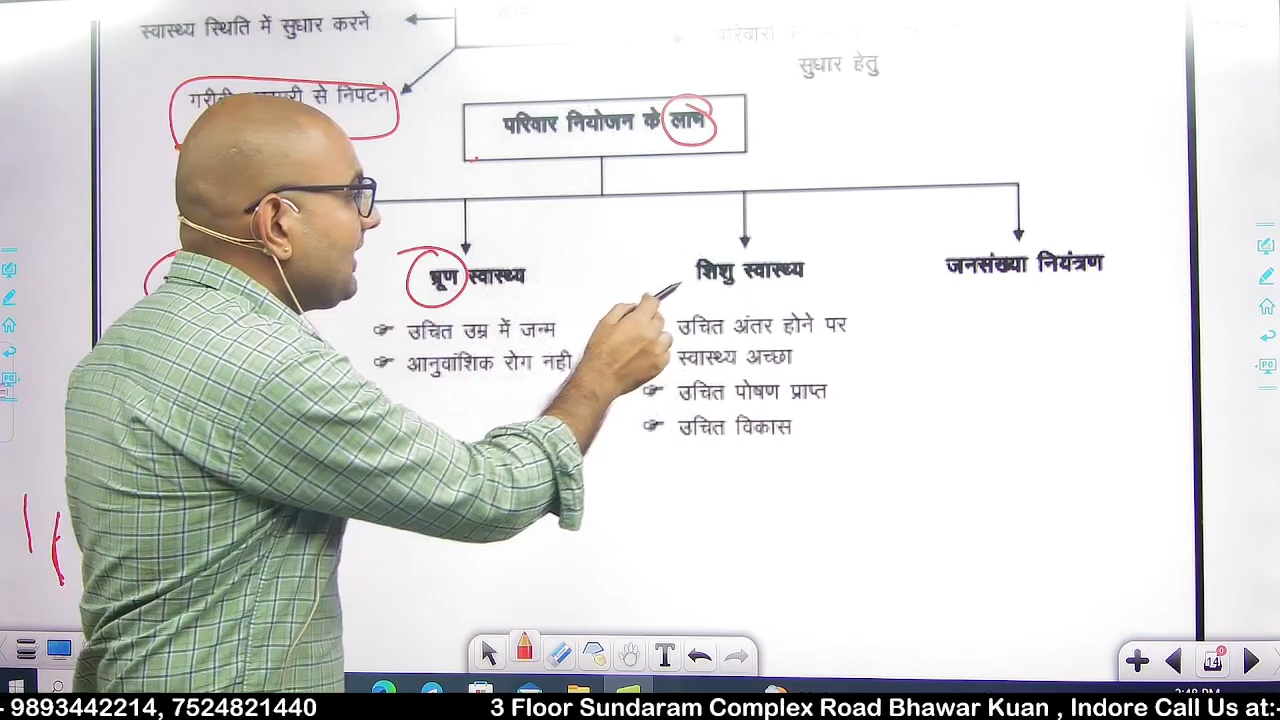 स्वास्थ्य स्थिति में सुधार करने
सुधार हेतु
से निपटने
परिवार नियोजन के लाभ
भ्रूण स्वास्थ्य
उचित उम्र में जन्म
आनुवांशिक रोग नही
शिशु स्वास्थ्य
उचित अंतर होने पर
स्वास्थ्य अच्छा
उचित पोषण प्राप्त
उचित विकास
जनसंख्या नियंत्रण
T
14
- 9893442214, 7524821440 3 Floor Sundaram Complex Road Bhawar Kuan , Indore Call Us at:-